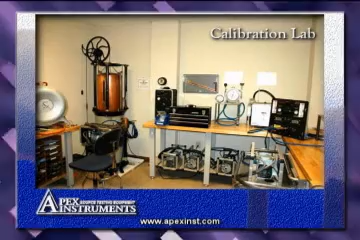 Calibration Lab
APEX
SOURCE TESTING EQUIPMENT
INSTRUMENTS
www.apexinst.com